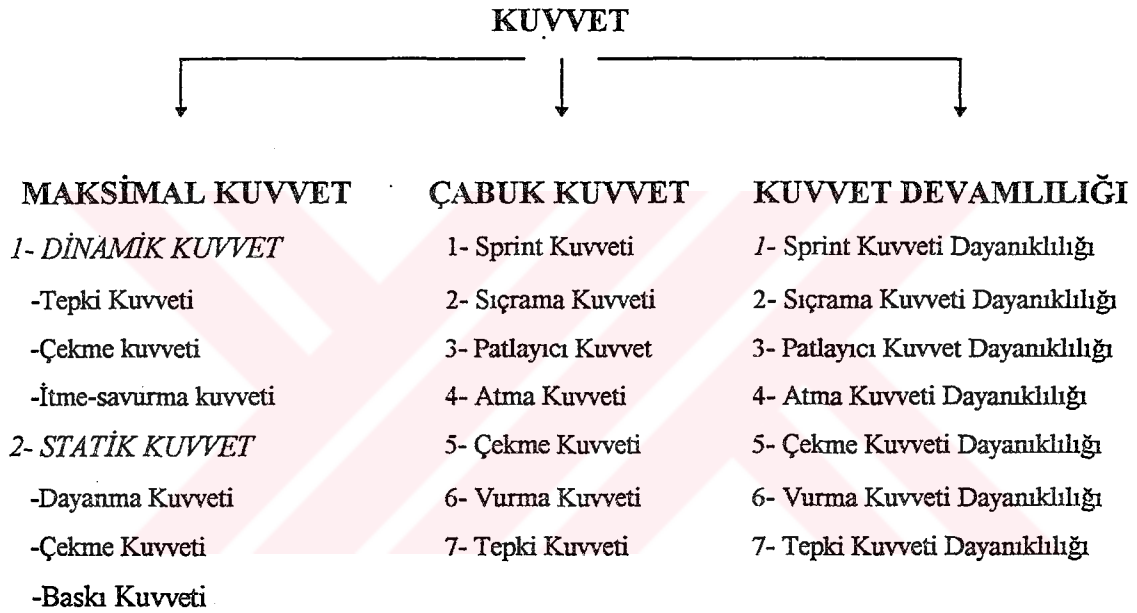 KUVVET
MAKSİMAL KUVVET
1- DİNAMİK KUVVET
-Tepki Kuvveti
-Çekme kuvveti
-İtme-savurma kuvveti
2- STATİK KUVVET
-Dayanma Kuvveti
-Çekme Kuvveti
-Baskı Kuvveti
ÇABUK KUVVET
1- Sprint Kuvveti
2- Sıçrama Kuvveti
3- Patlayıcı Kuvvet
4- Atma Kuvveti
5- Çekme Kuvveti
6- Vurma Kuvveti
7- Tepki Kuvveti
KUVVET DEVAMLILIĞI
1- Sprint Kuvveti Dayanıklılığı
2- Sıçrama Kuvveti Dayanıklılığı
3- Patlayıcı Kuvvet Dayanıklılığı
4- Atma Kuvveti Dayanıklılığı
5- Çekme Kuvveti Dayanıklılığı
6- Vurma Kuvveti Dayanıklılığı
7- Tepki Kuvveti Dayanıklılığı